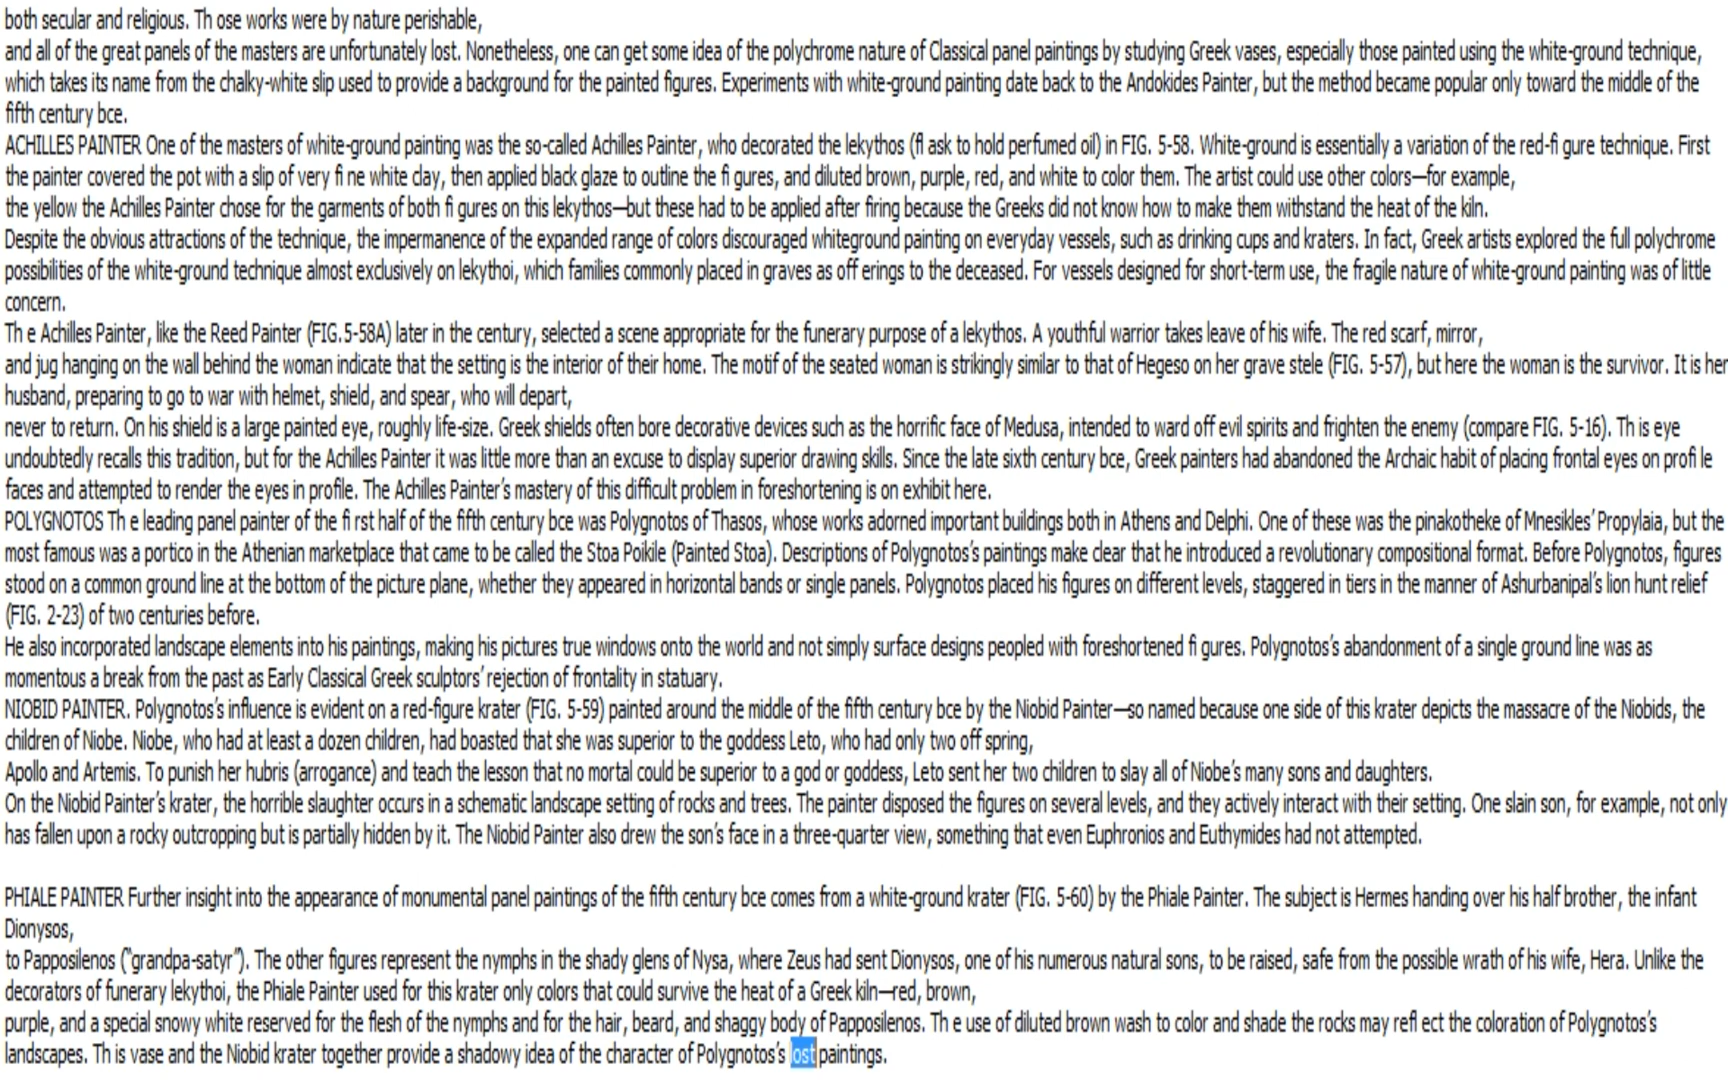 both secular and religious. Th ose works were by nature perishable,
and all of the great panels of the masters are unfortunately lost. Nonetheless, one can get some idea of the polychrome nature of Classical panel paintings by studying Greek vases, especially those painted using the white-ground technique,
which takes its name from the chalky-white slip used to provide a background for the painted figures. Experiments with white-ground painting date back to the Andokides Painter, but the method became popular only toward the middle of the
fifth century bce.
ACHILLES PAINTER One of the masters of white-ground painting was the so-called Achilles Painter, who decorated the lekythos (fl ask to hold perfumed oil) in FIG. 5-58. White-ground is essentially a variation of the red-fi gure technique. First
the painter covered the pot with a slip of very fi ne white clay, then applied black glaze to outline the fi gures, and diluted brown, purple, red, and white to color them. The artist could use other colors—for example,
the yellow the Achilles Painter chose for the garments of both fi gures on this lekythos—but these had to be applied after firing because the Greeks did not know how to make them withstand the heat of the kiln.
Despite the obvious attractions of the technique, the impermanence of the expanded range of colors discouraged whiteground painting on everyday vessels, such as drinking cups and kraters. In fact, Greek artists explored the full polychrome
possibilities of the white-ground technique almost exclusively on lekythoi, which families commonly placed in graves as off erings to the deceased. For vessels designed for short-term use, the fragile nature of white-ground painting was of little
concern.
Th e Achilles Painter, like the Reed Painter (FIG.5-58A) later in the century, selected a scene appropriate for the funerary purpose of a lekythos. A youthful warrior takes leave of his wife. The red scarf, mirror,
and jug hanging on the wall behind the woman indicate that the setting is the interior of their home. The motif of the seated woman is strikingly similar to that of Hegeso on her grave stele (FIG. 5-57), but here the woman is the survivor. It is her
husband, preparing to go to war with helmet, shield, and spear, who will depart,
never to return. On his shield is a large painted eye, roughly life-size. Greek shields often bore decorative devices such as the horrific face of Medusa, intended to ward off evil spirits and frighten the enemy (compare FIG. 5-16). Th is eye
undoubtedly recalls this tradition, but for the Achilles Painter it was little more than an excuse to display superior drawing skills. Since the late sixth century bce, Greek painters had abandoned the Archaic habit of placing frontal eyes on profi le
faces and attempted to render the eyes in profile. The Achilles Painter's mastery of this difficult problem in foreshortening is on exhibit here.
POLYGNOTOS Th e leading panel painter of the fi rst half of the fifth century bce was Polygnotos of Thasos, whose works adorned important buildings both in Athens and Delphi. One of these was the pinakotheke of Mnesikles' Propylaia, but the
most famous was a portico in the Athenian marketplace that came to be called the Stoa Poikile (Painted Stoa). Descriptions of Polygnotos's paintings make clear that he introduced a revolutionary compositional format. Before Polygnotos, figures
stood on a common ground line at the bottom of the picture plane, whether they appeared in horizontal bands or single panels. Polygnotos placed his figures on different levels, staggered in tiers in the manner of Ashurbanipal's lion hunt relief
(FIG. 2-23) of two centuries before.
He also incorporated landscape elements into his paintings, making his pictures true windows onto the world and not simply surface designs peopled with foreshortened fi gures. Polygnotos's abandonment of a single ground line was as
momentous a break from the past as Early Classical Greek sculptors' rejection of frontality in statuary.
NIOBID PAINTER. Polygnotos's influence is evident on a red-figure krater (FIG. 5-59) painted around the middle of the fifth century bce by the Niobid Painter—so named because one side of this krater depicts the massacre of the Niobids, the
children of Niobe. Niobe, who had at least a dozen children, had boasted that she was superior to the goddess Leto, who had only two off spring,
Apollo and Artemis. To punish her hubris (arrogance) and teach the lesson that no mortal could be superior to a god or goddess, Leto sent her two children to slay all of Niobe's many sons and daughters.
On the Niobid Painter's krater, the horrible slaughter occurs in a schematic landscape setting of rocks and trees. The painter disposed the figures on several levels, and they actively interact with their setting. One slain son, for example, not only
has fallen upon a rocky outcropping but is partially hidden by it. The Niobid Painter also drew the son's face in a three-quarter view, something that even Euphronios and Euthymides had not attempted.
PHIALE PAINTER Further insight into the appearance of monumental panel paintings of the fifth century bce comes from a white-ground krater (FIG. 5-60) by the Phiale Painter. The subject is Hermes handing over his half brother, the infant
Dionysos,
to Papposilenos ("grandpa-satyr"). The other figures represent the nymphs in the shady glens of Nysa, where Zeus had sent Dionysos, one of his numerous natural sons, to be raised, safe from the possible wrath of his wife, Hera. Unlike the
decorators of funerary lekythoi, the Phiale Painter used for this krater only colors that could survive the heat of a Greek kiln—red, brown,
purple, and a special snowy white reserved for the flesh of the nymphs and for the hair, beard, and shaggy body of Papposilenos. Th e use of diluted brown wash to color and shade the rocks may refl ect the coloration of Polygnotos's
landscapes. Th is vase and the Niobid krater together provide a shadowy idea of the character of Polygnotos's lost paintings.